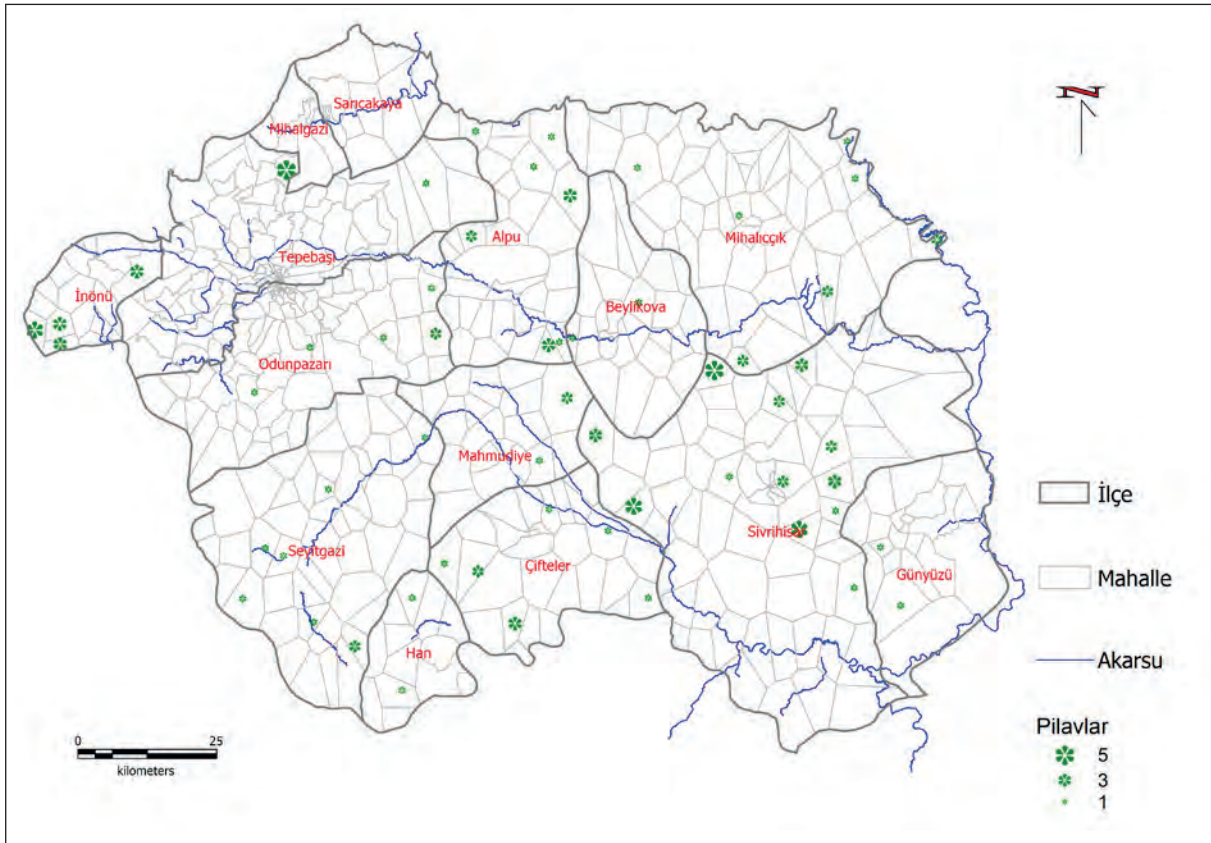 Sarıcakaya
Mihalgazi
Alpu
Mihalıççık
Tepebaşı
İnönü
Beylikova
Odunpazarı
Mahmudiye
Sivrihisar
Seyitgazi
Çifteler
Günyüzü
Han
N
İlçe
Mahalle
Akarsu
Pilavlar
5
3
1
0 25
kilometers